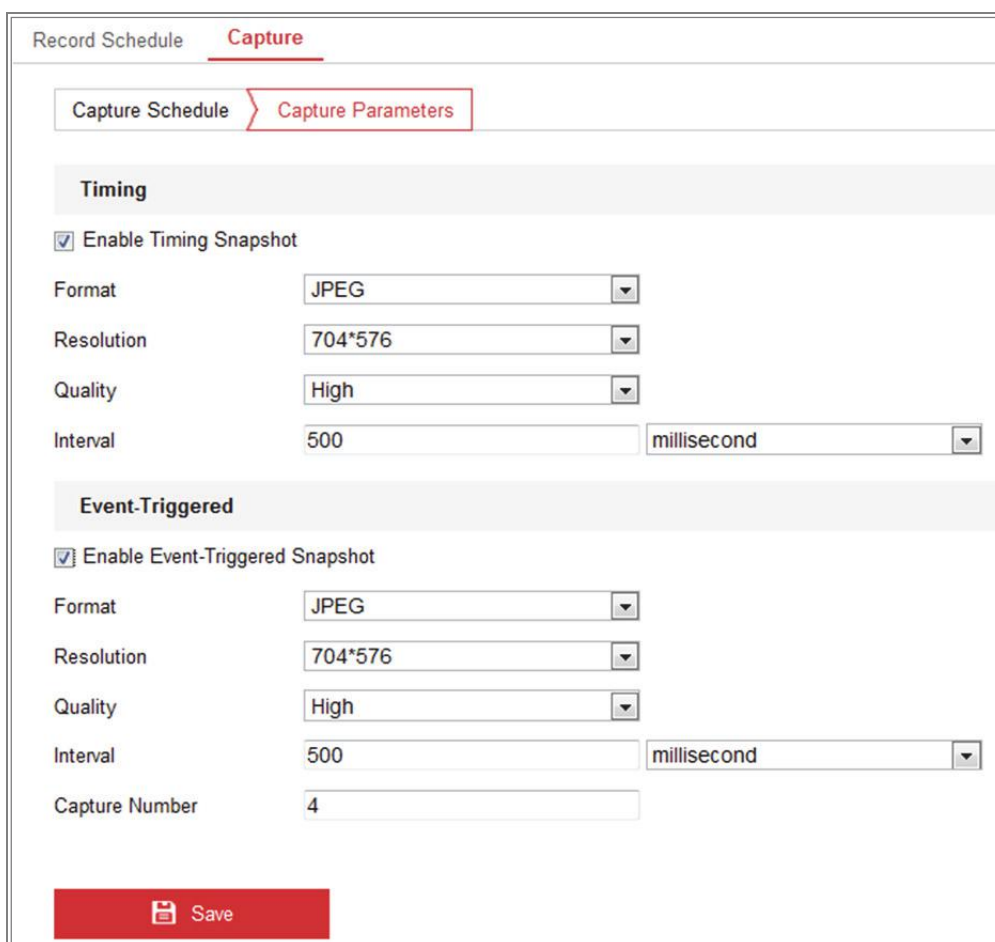 Record Schedule Capture
Capture Schedule Capture Parameters
Timing
Enable Timing Snapshot
Format JPEG
Resolution 704*576
Quality High
Interval 500 millisecond
Event-Triggered
Enable Event-Triggered Snapshot
Format JPEG
Resolution 704*576
Quality High
Interval 500 millisecond
Capture Number 4
Save